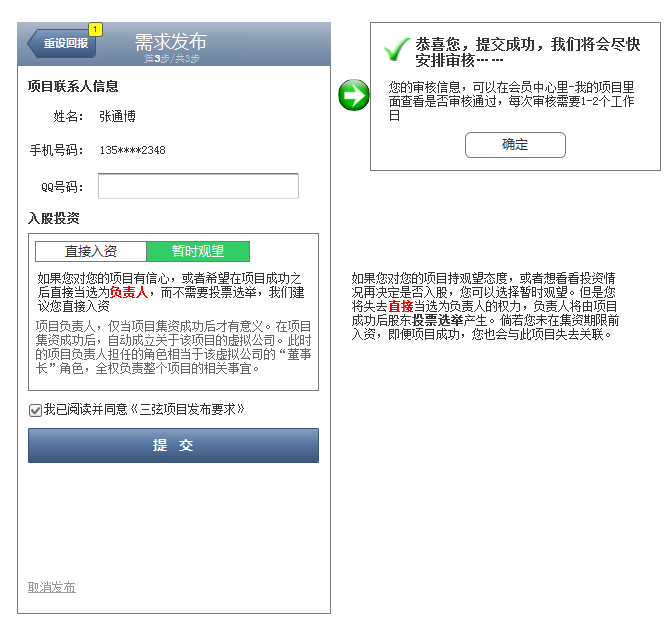 重设回报
1
需求发布
第3步/共3步
项目联系人信息
姓名： 张通博
手机号码： 135****2348
QQ号码：
入股投资
直接入资 暂时观望
如果您对您的项目有信心，或者希望在项目成功之
后直接当选为负责人，而不需要投票选举，我们建
议您直接入资
项目负责人，仅当项目集资成功后才有意义。在项目
集资成功后，自动成立关于该项目的虚拟公司。此时
的项目负责人担任的角色相当于该虚拟公司的“董事
长”角色，全权负责整个项目的相关事宜。
我已阅读并同意《三弦项目发布要求》
提 交
取消发布
恭喜您，提交成功，我们将会尽快
安排审核……
您的审核信息，可以在会员中心里-我的项目里
面查看是否审核通过，每次审核需要1-2个工作
日
确定
如果您对您的项目持观望态度，或者想看看投资情
况再决定是否入股，您可以选择暂时观望。但是您
将失去直接当选为负责人的权力，负责人将由项目
成功后股东投票选举产生。倘若您未在集资期限前
入资，即便项目成功，您也会与此项目失去关联。